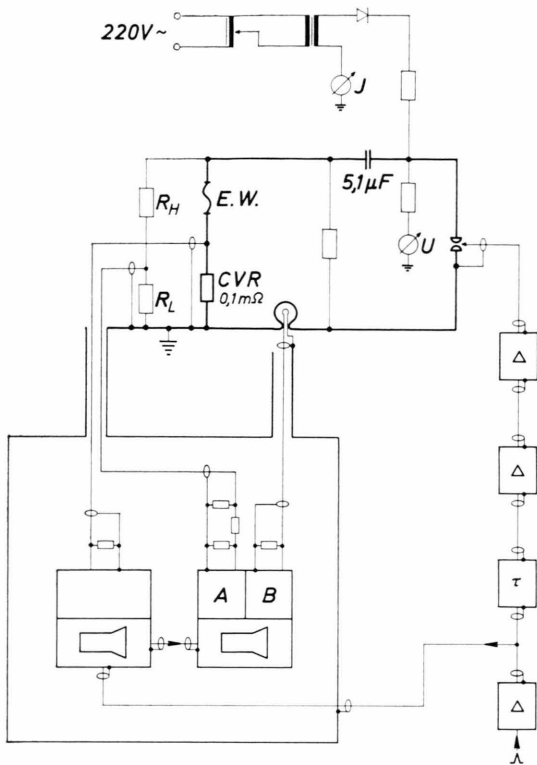 220V~
J
5,1µF
R_H
E.W.
U
CVR
0,1mΩ
R_L
Δ
Δ
A
B
τ
Δ